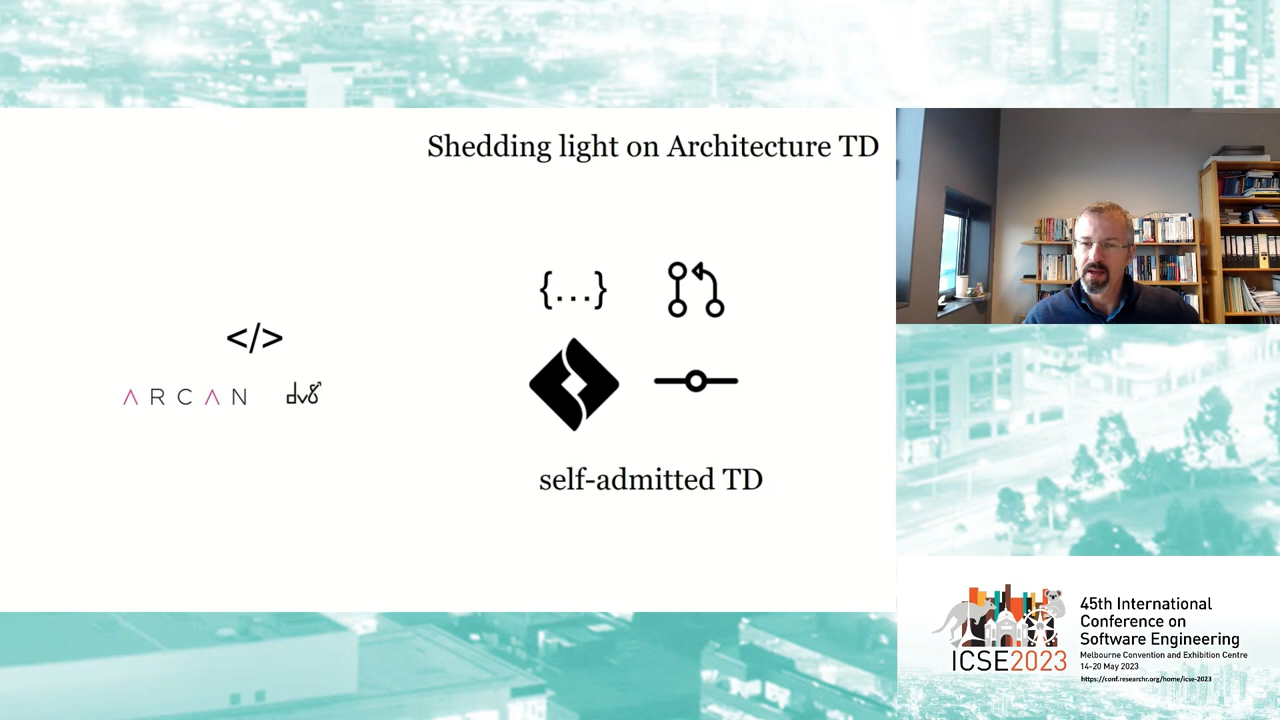 Shedding light on Architecture TD
{...}
</>
ARCAN dv8
self-admitted TD
45th International
Conference on
Software Engineering
Melbourne Convention and Exhibition Centre
14-20 May 2023
https://conf.researchr.org/home/icse-2023
ICSE2023